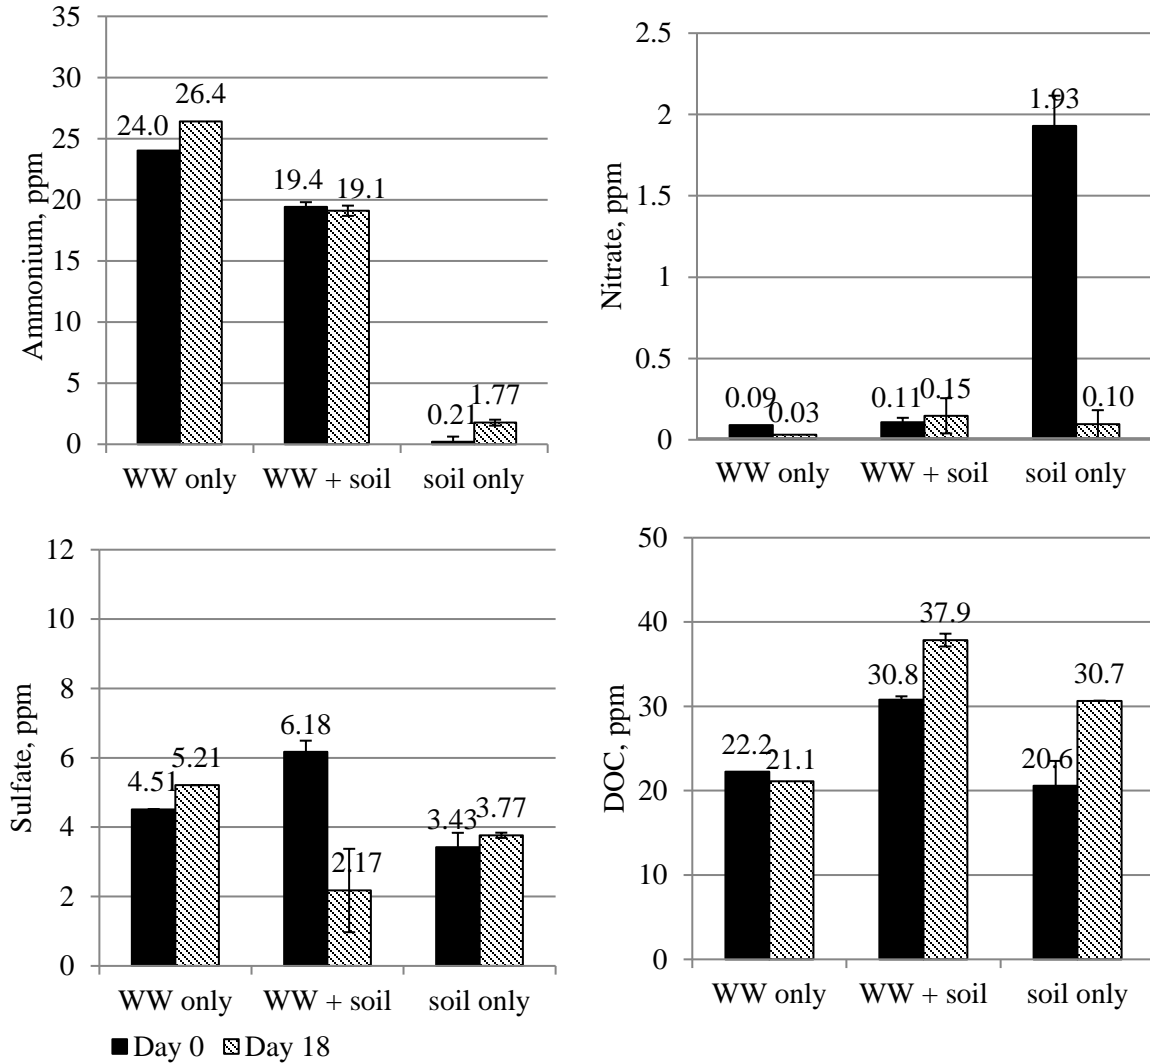 Ammonium, ppm
35
30
25
20
15
10
5
0
24.0
26.4
19.4
19.1
0.21
1.77
WW only
WW + soil
soil only
Nitrate, ppm
2.5
2
1.5
1
0.5
0
0.09
0.03
0.11
0.15
1.93
0.10
WW only
WW + soil
soil only
Sulfate, ppm
12
10
8
6
4
2
0
4.51
5.21
6.18
2.17
3.43
3.77
WW only
WW + soil
soil only
DOC, ppm
50
40
30
20
10
0
22.2
21.1
30.8
37.9
20.6
30.7
WW only
WW + soil
soil only
Day 0
Day 18